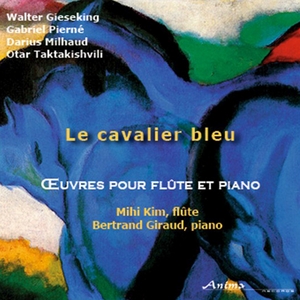 Walter Gieseking
Gabriel Pierné
Darius Milhaud
Otar Taktakishvili
Le cavalier bleu
ŒUVRES POUR FLÛTE ET PIANO
Mihi Kim, flûte
Bertrand Giraud, piano
Anima
RECORDS